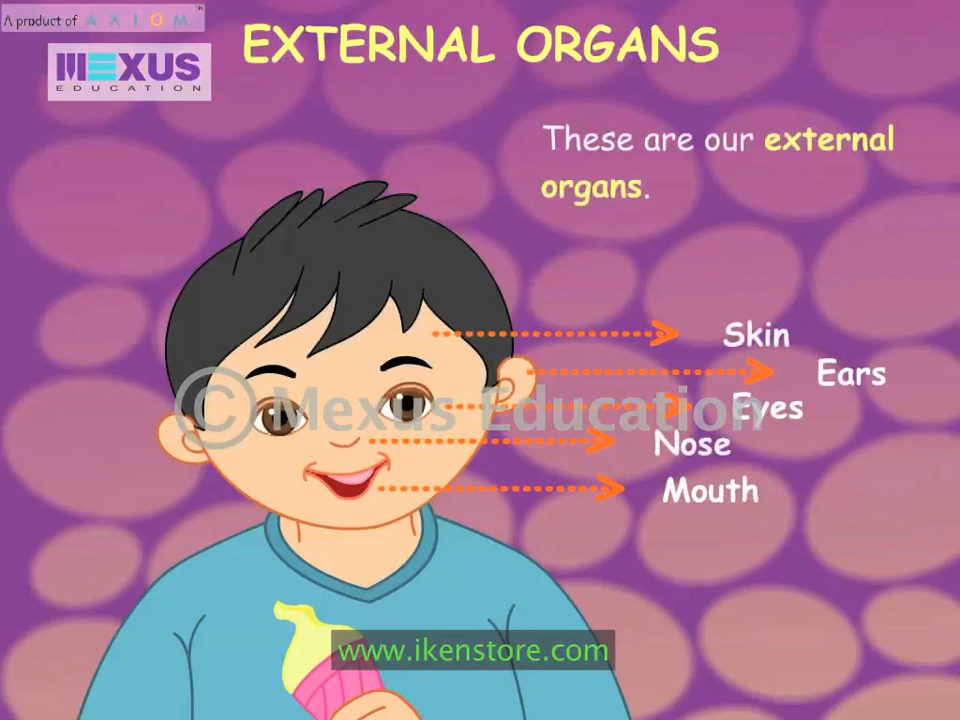 A product of AXIOM
MEXUS
EDUCATION
EXTERNAL ORGANS
These are our external
organs.
Skin
Ears
Eyes
Nose
Mouth
© Mexus Education
www.ikenstore.com